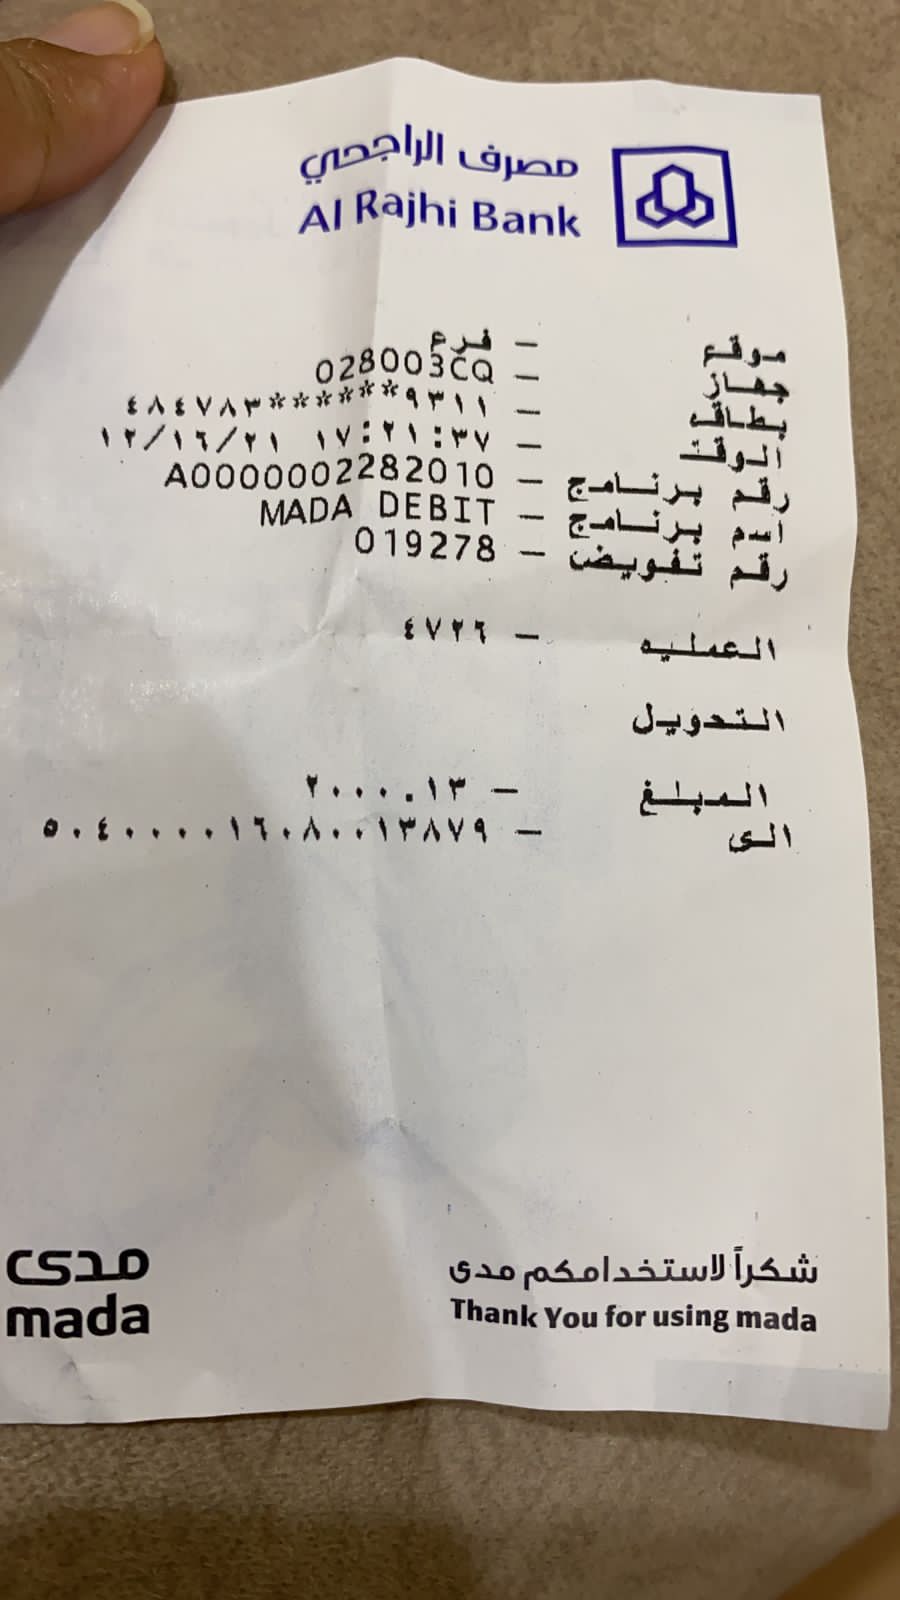 مصرف الراجحي
Al Rajhi Bank
موقع - فرع
جهاز - 028003CQ
بطاقه - ٤٨٤٧٨٣******٩٣١١
الوقت - ١٢/١٦/٢١ ١٧:٢١:٣٧
رقم برنامج - A0000002282010
اسم برنامج - MADA DEBIT
رقم تفويض - 019278
العمليه - ٤٧٢٦
التحويل
المبلغ - ٢٠٠٠.١٣
الى - ٥٠٤٠٠٠٠١٦٠٨٠٠١٣٨٧٩
شكراً لاستخدامكم مدى
Thank You for using mada
مدى
mada